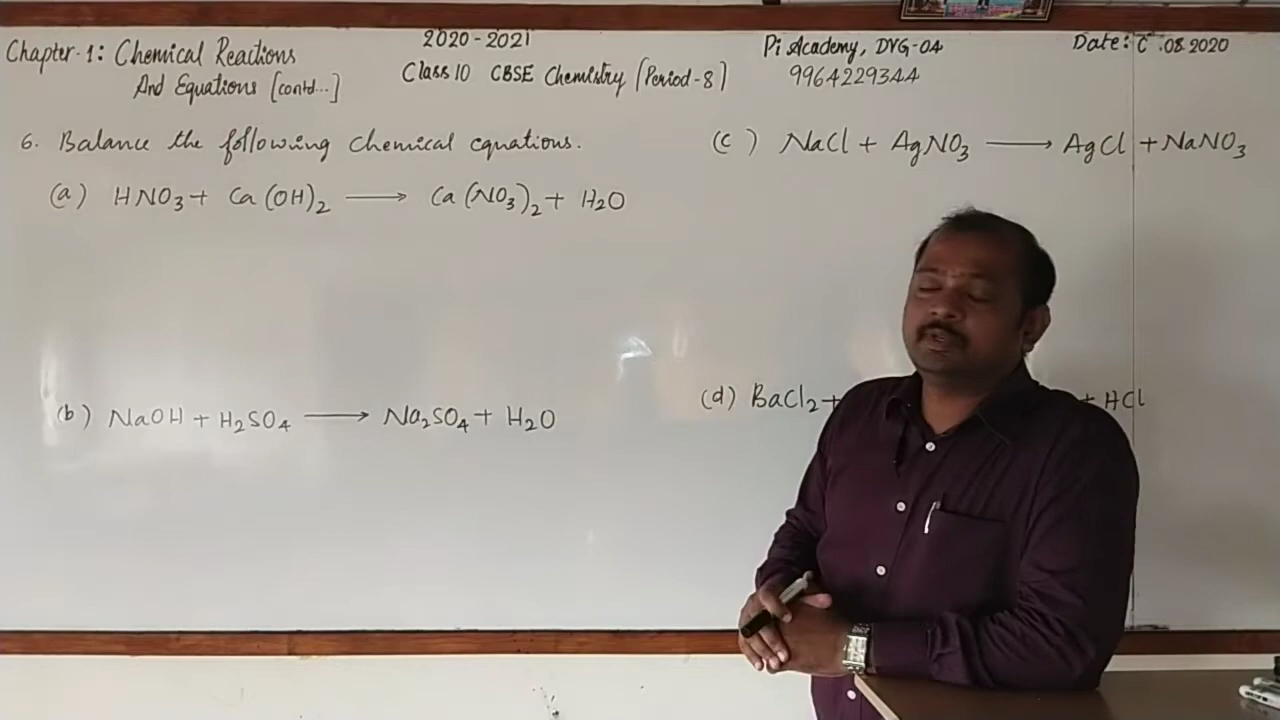 Chapter-1: Chemical Reactions
And Equations [contd...]
2020-2021
Class 10 CBSE Chemistry (Period-8)
Pi Academy, DVG-04
9964229344
Date: .08.2020
6. Balance the following chemical equations.
(a) HNO₃ + Ca(OH)₂ ⟶ Ca(NO₃)₂ + H₂O
(b) NaOH + H₂SO₄ ⟶ Na₂SO₄ + H₂O
(c) NaCl + AgNO₃ ⟶ AgCl + NaNO₃
(d) BaCl₂ + + HCl